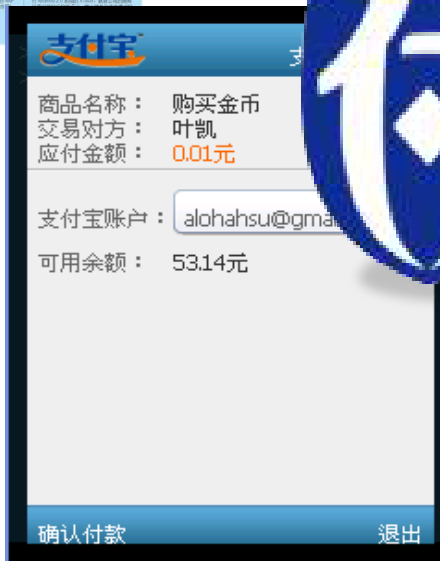 支付宝
商品名称： 购买金币
交易对方： 叶凯
应付金额： 0.01元
支付宝账户： alohahsu@gmai
可用余额： 53.14元
确认付款 退出